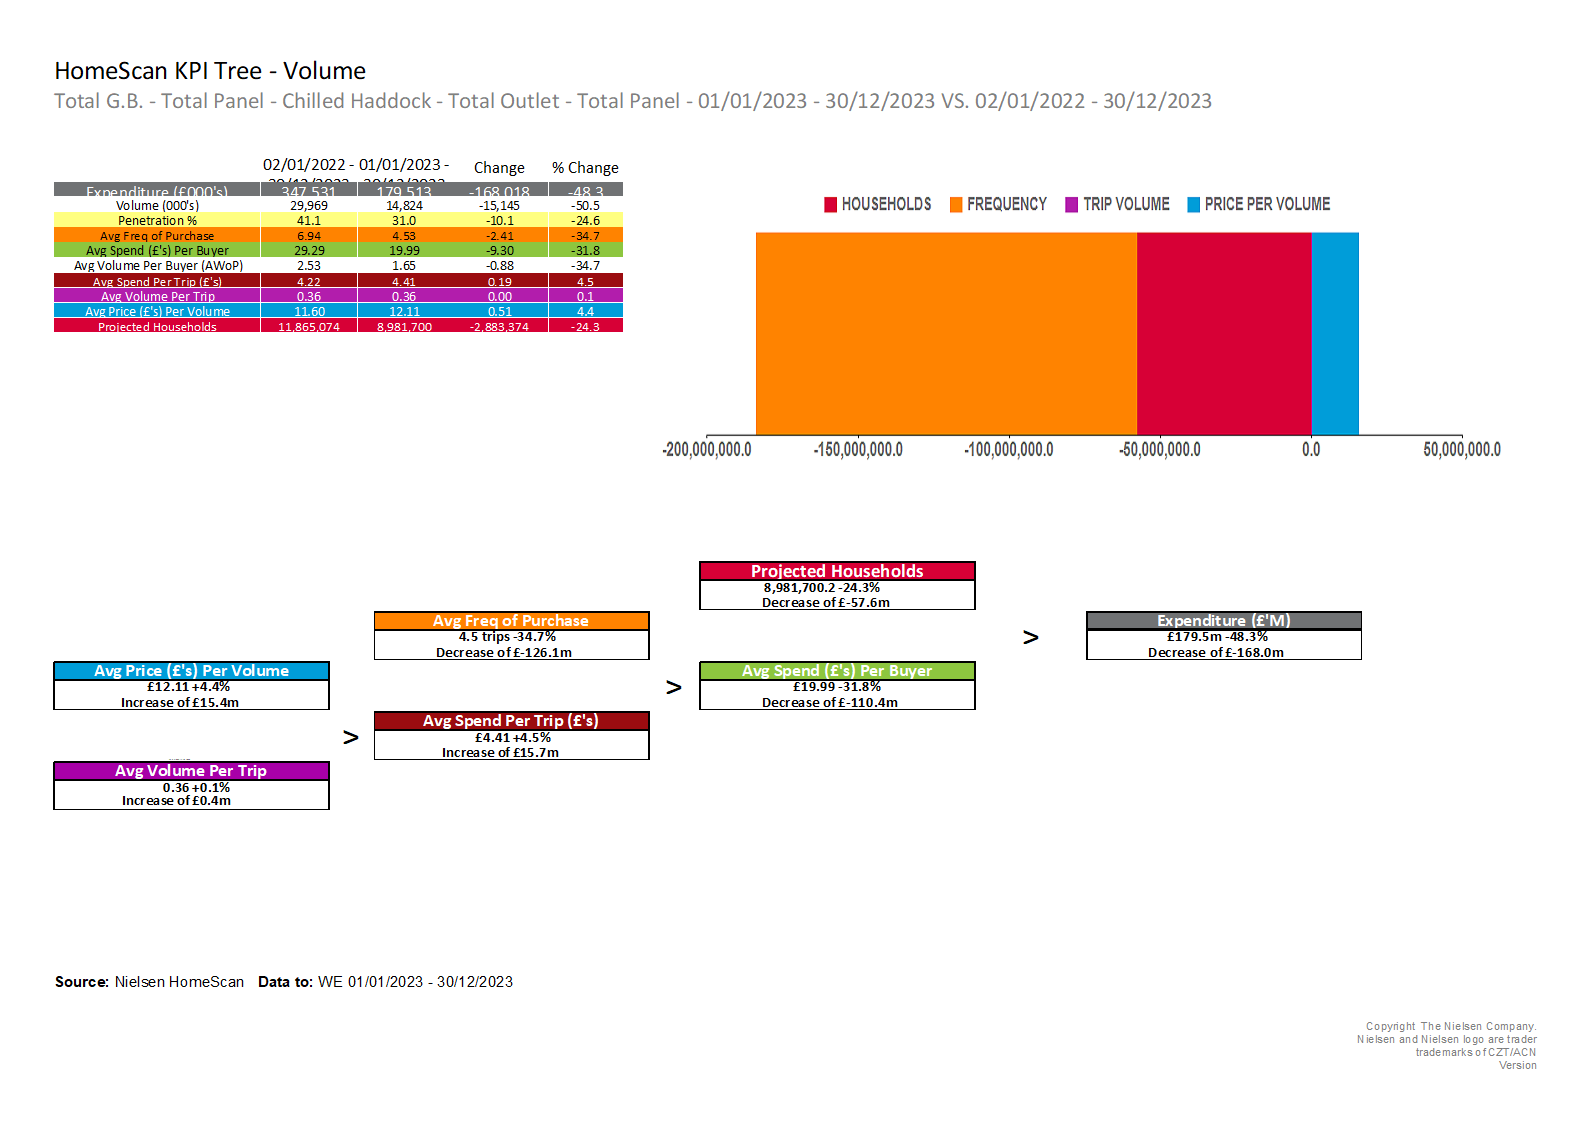 HomeScan KPI Tree - Volume
Total G.B. - Total Panel - Chilled Haddock - Total Outlet - Total Panel - 01/01/2023 - 30/12/2023 VS. 02/01/2022 - 30/12/2023
02/01/2022 - 01/01/2023 - Change % Change
Expenditure (£000's) 347,531 179,513 -168,018 -48.3
Volume (000's) 29,969 14,824 -15,145 -50.5
Penetration % 41.1 31.0 -10.1 -24.6
Avg Freq of Purchase 6.94 4.53 -2.41 -34.7
Avg Spend (£'s) Per Buyer 29.29 19.99 -9.30 -31.8
Avg Volume Per Buyer (AWoP) 2.53 1.65 -0.88 -34.7
Avg Spend Per Trip (£'s) 4.22 4.41 0.19 4.5
Avg Volume Per Trip 0.36 0.36 0.00 0.1
Avg Price (£'s) Per Volume 11.60 12.11 0.51 4.4
Projected Households 11,865,074 8,981,700 -2,883,374 -24.3
HOUSEHOLDS FREQUENCY TRIP VOLUME PRICE PER VOLUME
-200,000,000.0 -150,000,000.0 -100,000,000.0 -50,000,000.0 0.0 50,000,000.0
Projected Households
8,981,700.2 -24.3%
Decrease of £-57.6m
Avg Freq of Purchase
4.5 trips -34.7%
Decrease of £-126.1m
>
Expenditure (£'M)
£179.5m -48.3%
Decrease of £-168.0m
Avg Price (£'s) Per Volume
£12.11 +4.4%
Increase of £15.4m
>
Avg Spend (£'s) Per Buyer
£19.99 -31.8%
Decrease of £-110.4m
>
Avg Spend Per Trip (£'s)
£4.41 +4.5%
Increase of £15.7m
Avg Volume Per Trip
0.36 +0.1%
Increase of £0.4m
Source: Nielsen HomeScan Data to: WE 01/01/2023 - 30/12/2023
Copyright The Nielsen Company.
Nielsen and Nielsen logo are trader
trademarks of CZT/ACN
Version